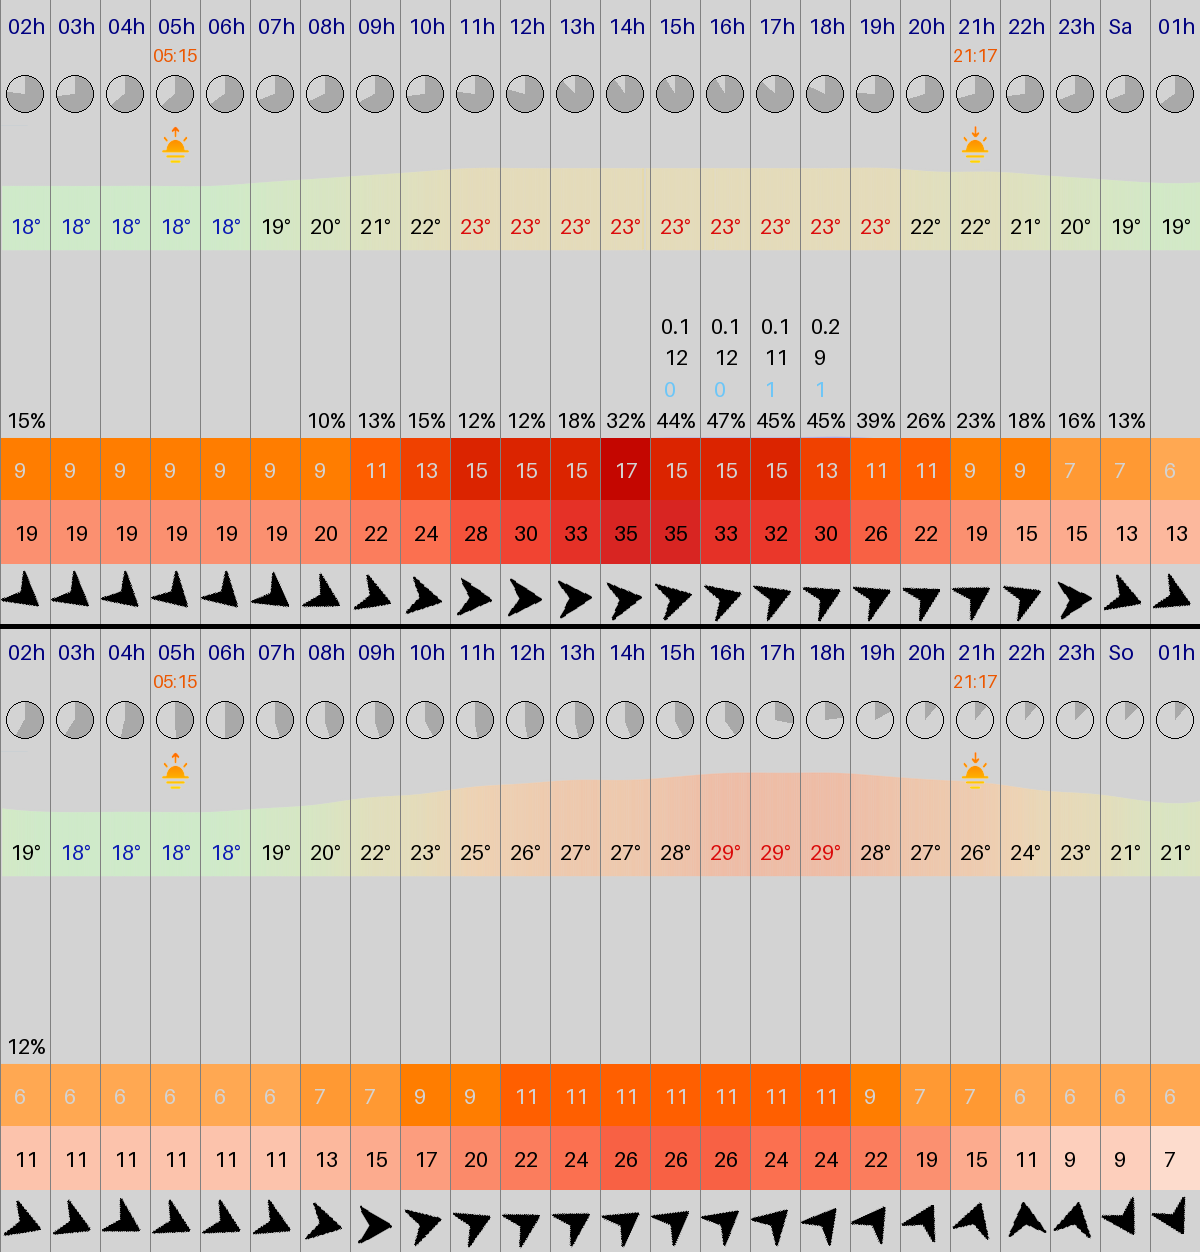 02h 03h 04h 05h 06h 07h 08h 09h 10h 11h 12h 13h 14h 15h 16h 17h 18h 19h 20h 21h 22h 23h Sa 01h
05:15 21:17
18° 18° 18° 18° 18° 19° 20° 21° 22° 23° 23° 23° 23° 23° 23° 23° 23° 23° 22° 22° 21° 20° 19° 19°
0.1 0.1 0.1 0.2
12 12 11 9
0 0 1 1
15% 10% 13% 15% 12% 12% 18% 32% 44% 47% 45% 45% 39% 26% 23% 18% 16% 13%
9 9 9 9 9 9 9 11 13 15 15 15 17 15 15 15 13 11 11 9 9 7 7 6
19 19 19 19 19 19 20 22 24 28 30 33 35 35 33 32 30 26 22 19 15 15 13 13
02h 03h 04h 05h 06h 07h 08h 09h 10h 11h 12h 13h 14h 15h 16h 17h 18h 19h 20h 21h 22h 23h So 01h
05:15 21:17
19° 18° 18° 18° 18° 19° 20° 22° 23° 25° 26° 27° 27° 28° 29° 29° 29° 28° 27° 26° 24° 23° 21° 21°
12%
6 6 6 6 6 6 7 7 9 9 11 11 11 11 11 11 11 9 7 7 6 6 6 6
11 11 11 11 11 11 13 15 17 20 22 24 26 26 26 24 24 22 19 15 11 9 9 7